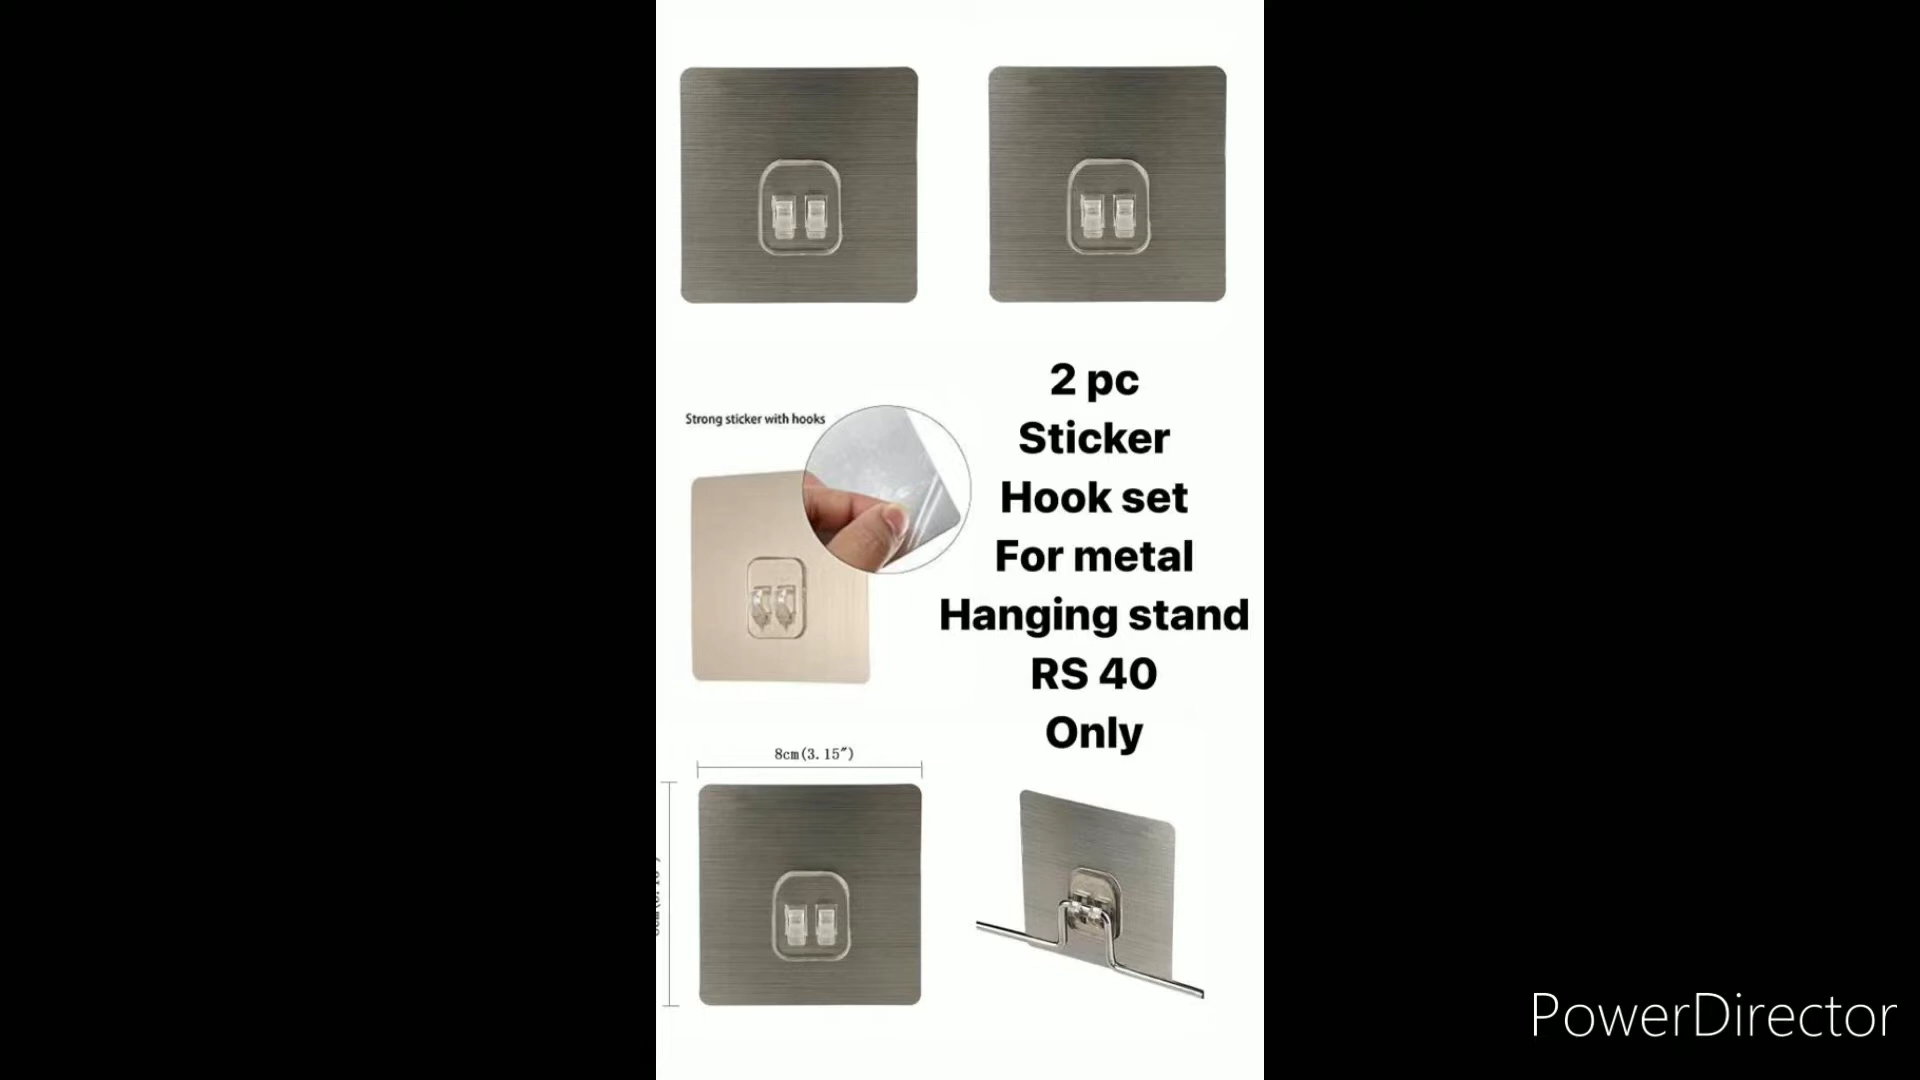 2 pc
Sticker
Strong sticker with hooks
Hook set
For metal
Hanging stand
RS 40
Only
8cm(3.15")
PowerDirector